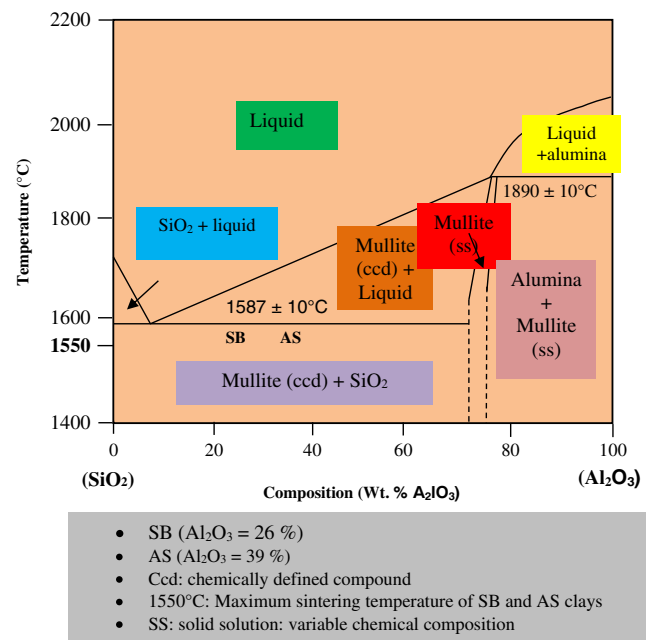 2200
2000
1800
1600
1550
1400
Temperature (°C)
Liquid
Liquid
+alumina
1890 ± 10°C
SiO₂ + liquid
Mullite
(ss)
Mullite
(ccd) +
Liquid
Alumina
+
Mullite
(ss)
1587 ± 10°C
SB AS
Mullite (ccd) + SiO₂
0 20 40 60 80 100
(SiO₂) (Al₂O₃)
Composition (Wt. % A₂lO₃)
• SB (Al₂O₃ = 26 %)
• AS (Al₂O₃ = 39 %)
• Ccd: chemically defined compound
• 1550°C: Maximum sintering temperature of SB and AS clays
• SS: solid solution: variable chemical composition